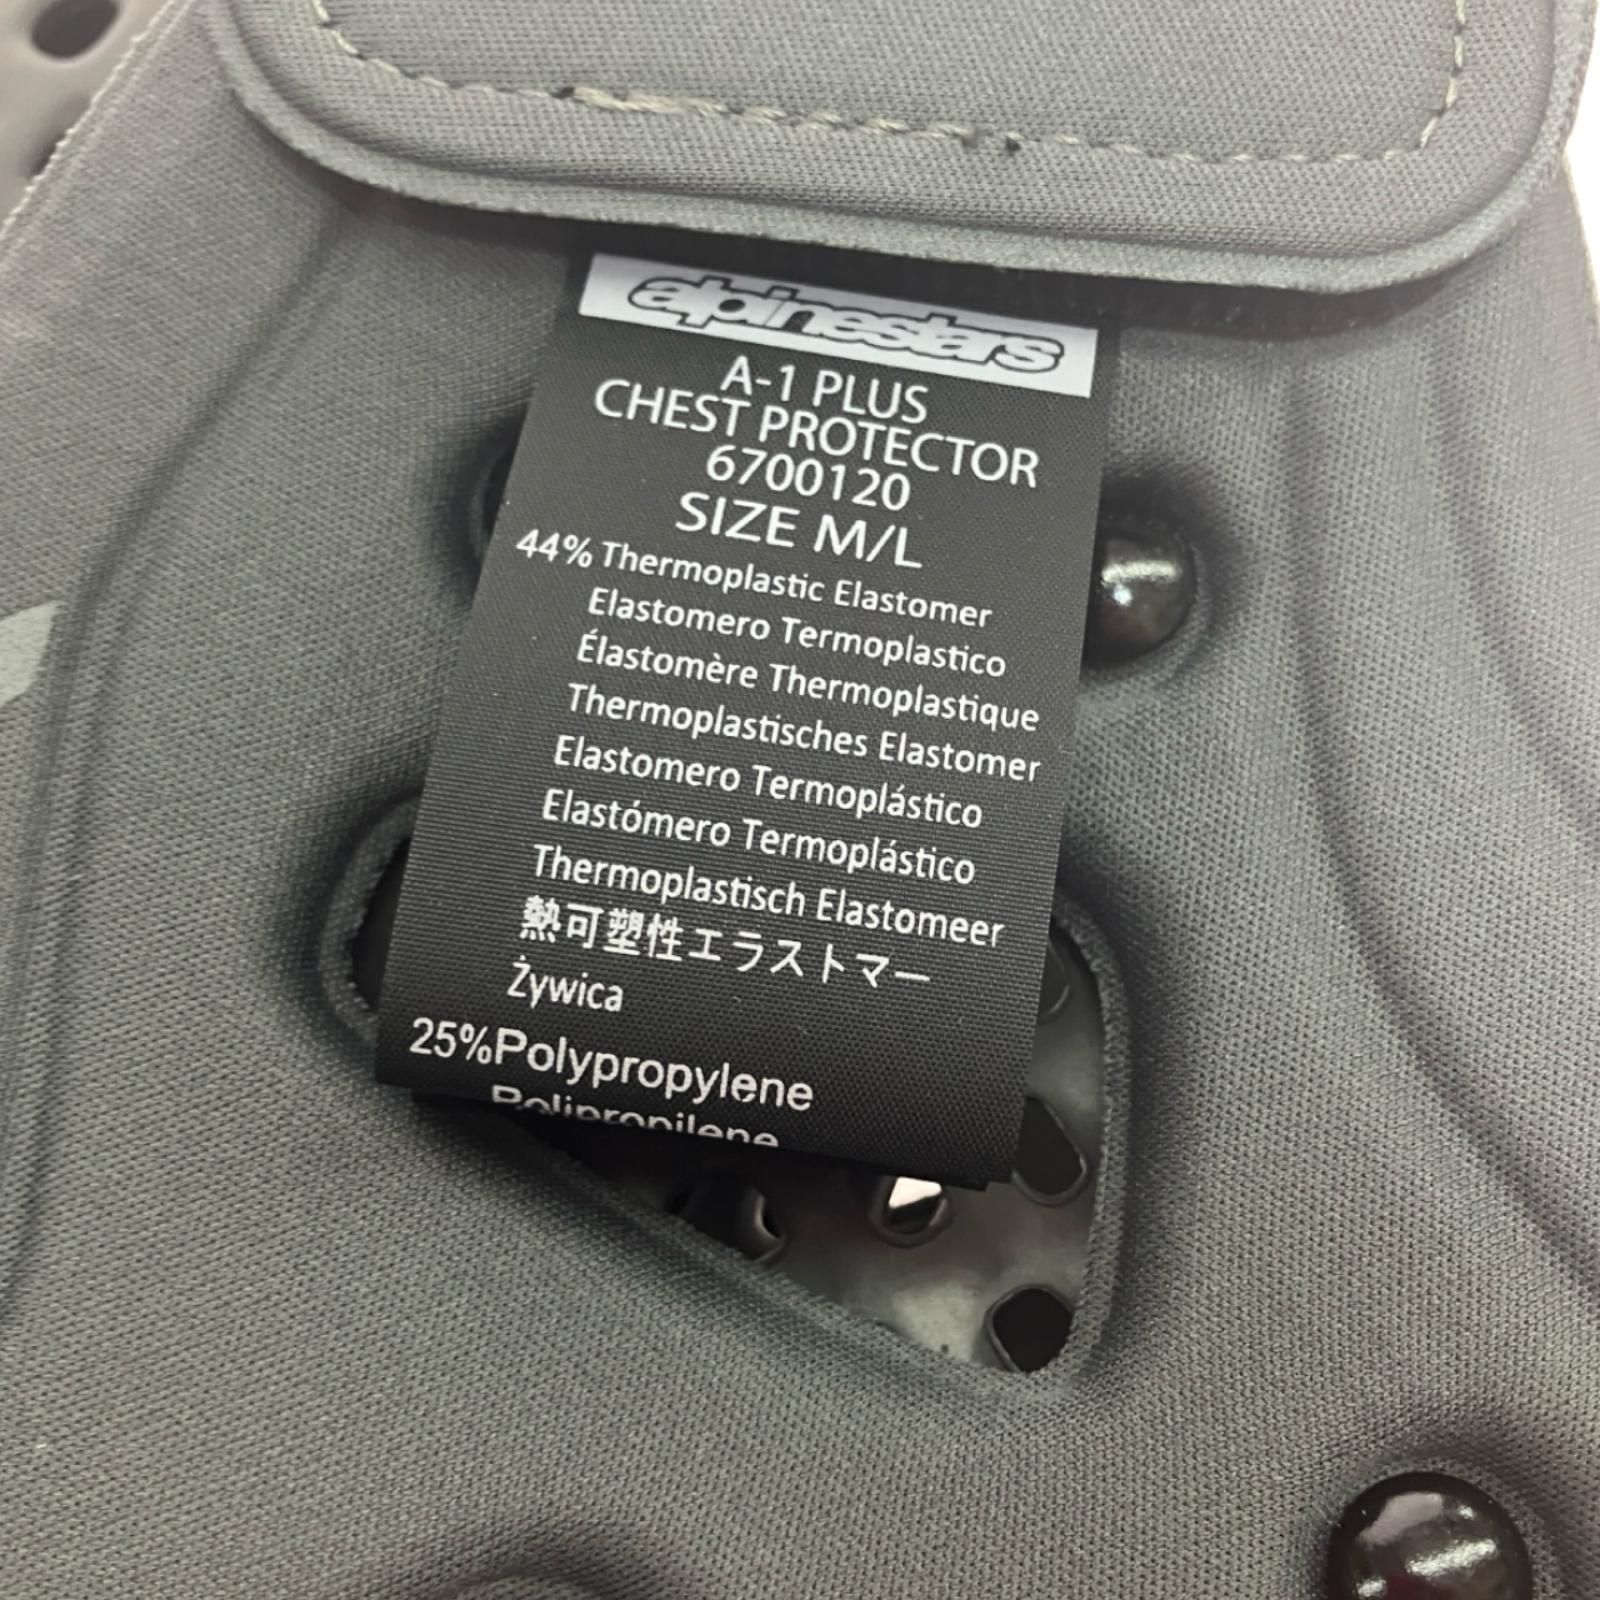 alpinestars
A-1 PLUS
CHEST PROTECTOR
6700120
SIZE M/L
44% Thermoplastic Elastomer
Elastomero Termoplastico
Élastomère Thermoplastique
Thermoplastisches Elastomer
Elastomero Termoplástico
Elastómero Termoplástico
Thermoplastisch Elastomeer
熱可塑性エラストマー
Żywica
25%Polypropylene
Polipropilene